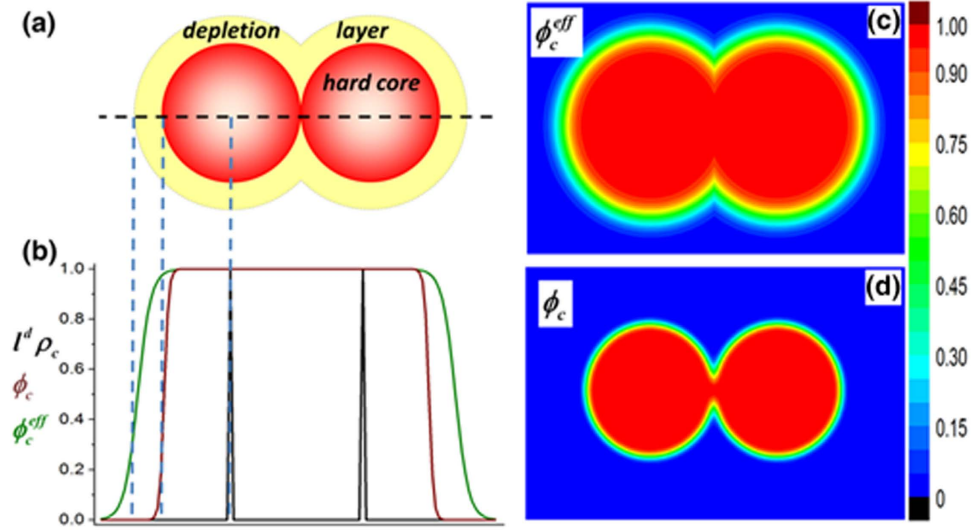 (a)
depletion layer
hard core
(b)
1.0
0.8
0.6
0.4
0.2
0.0
l^d ρ_c
ϕ_c
ϕ_c^{eff}
ϕ_c^{eff}
(c)
ϕ_c
(d)
1.00
0.90
0.75
0.60
0.45
0.30
0.15
0